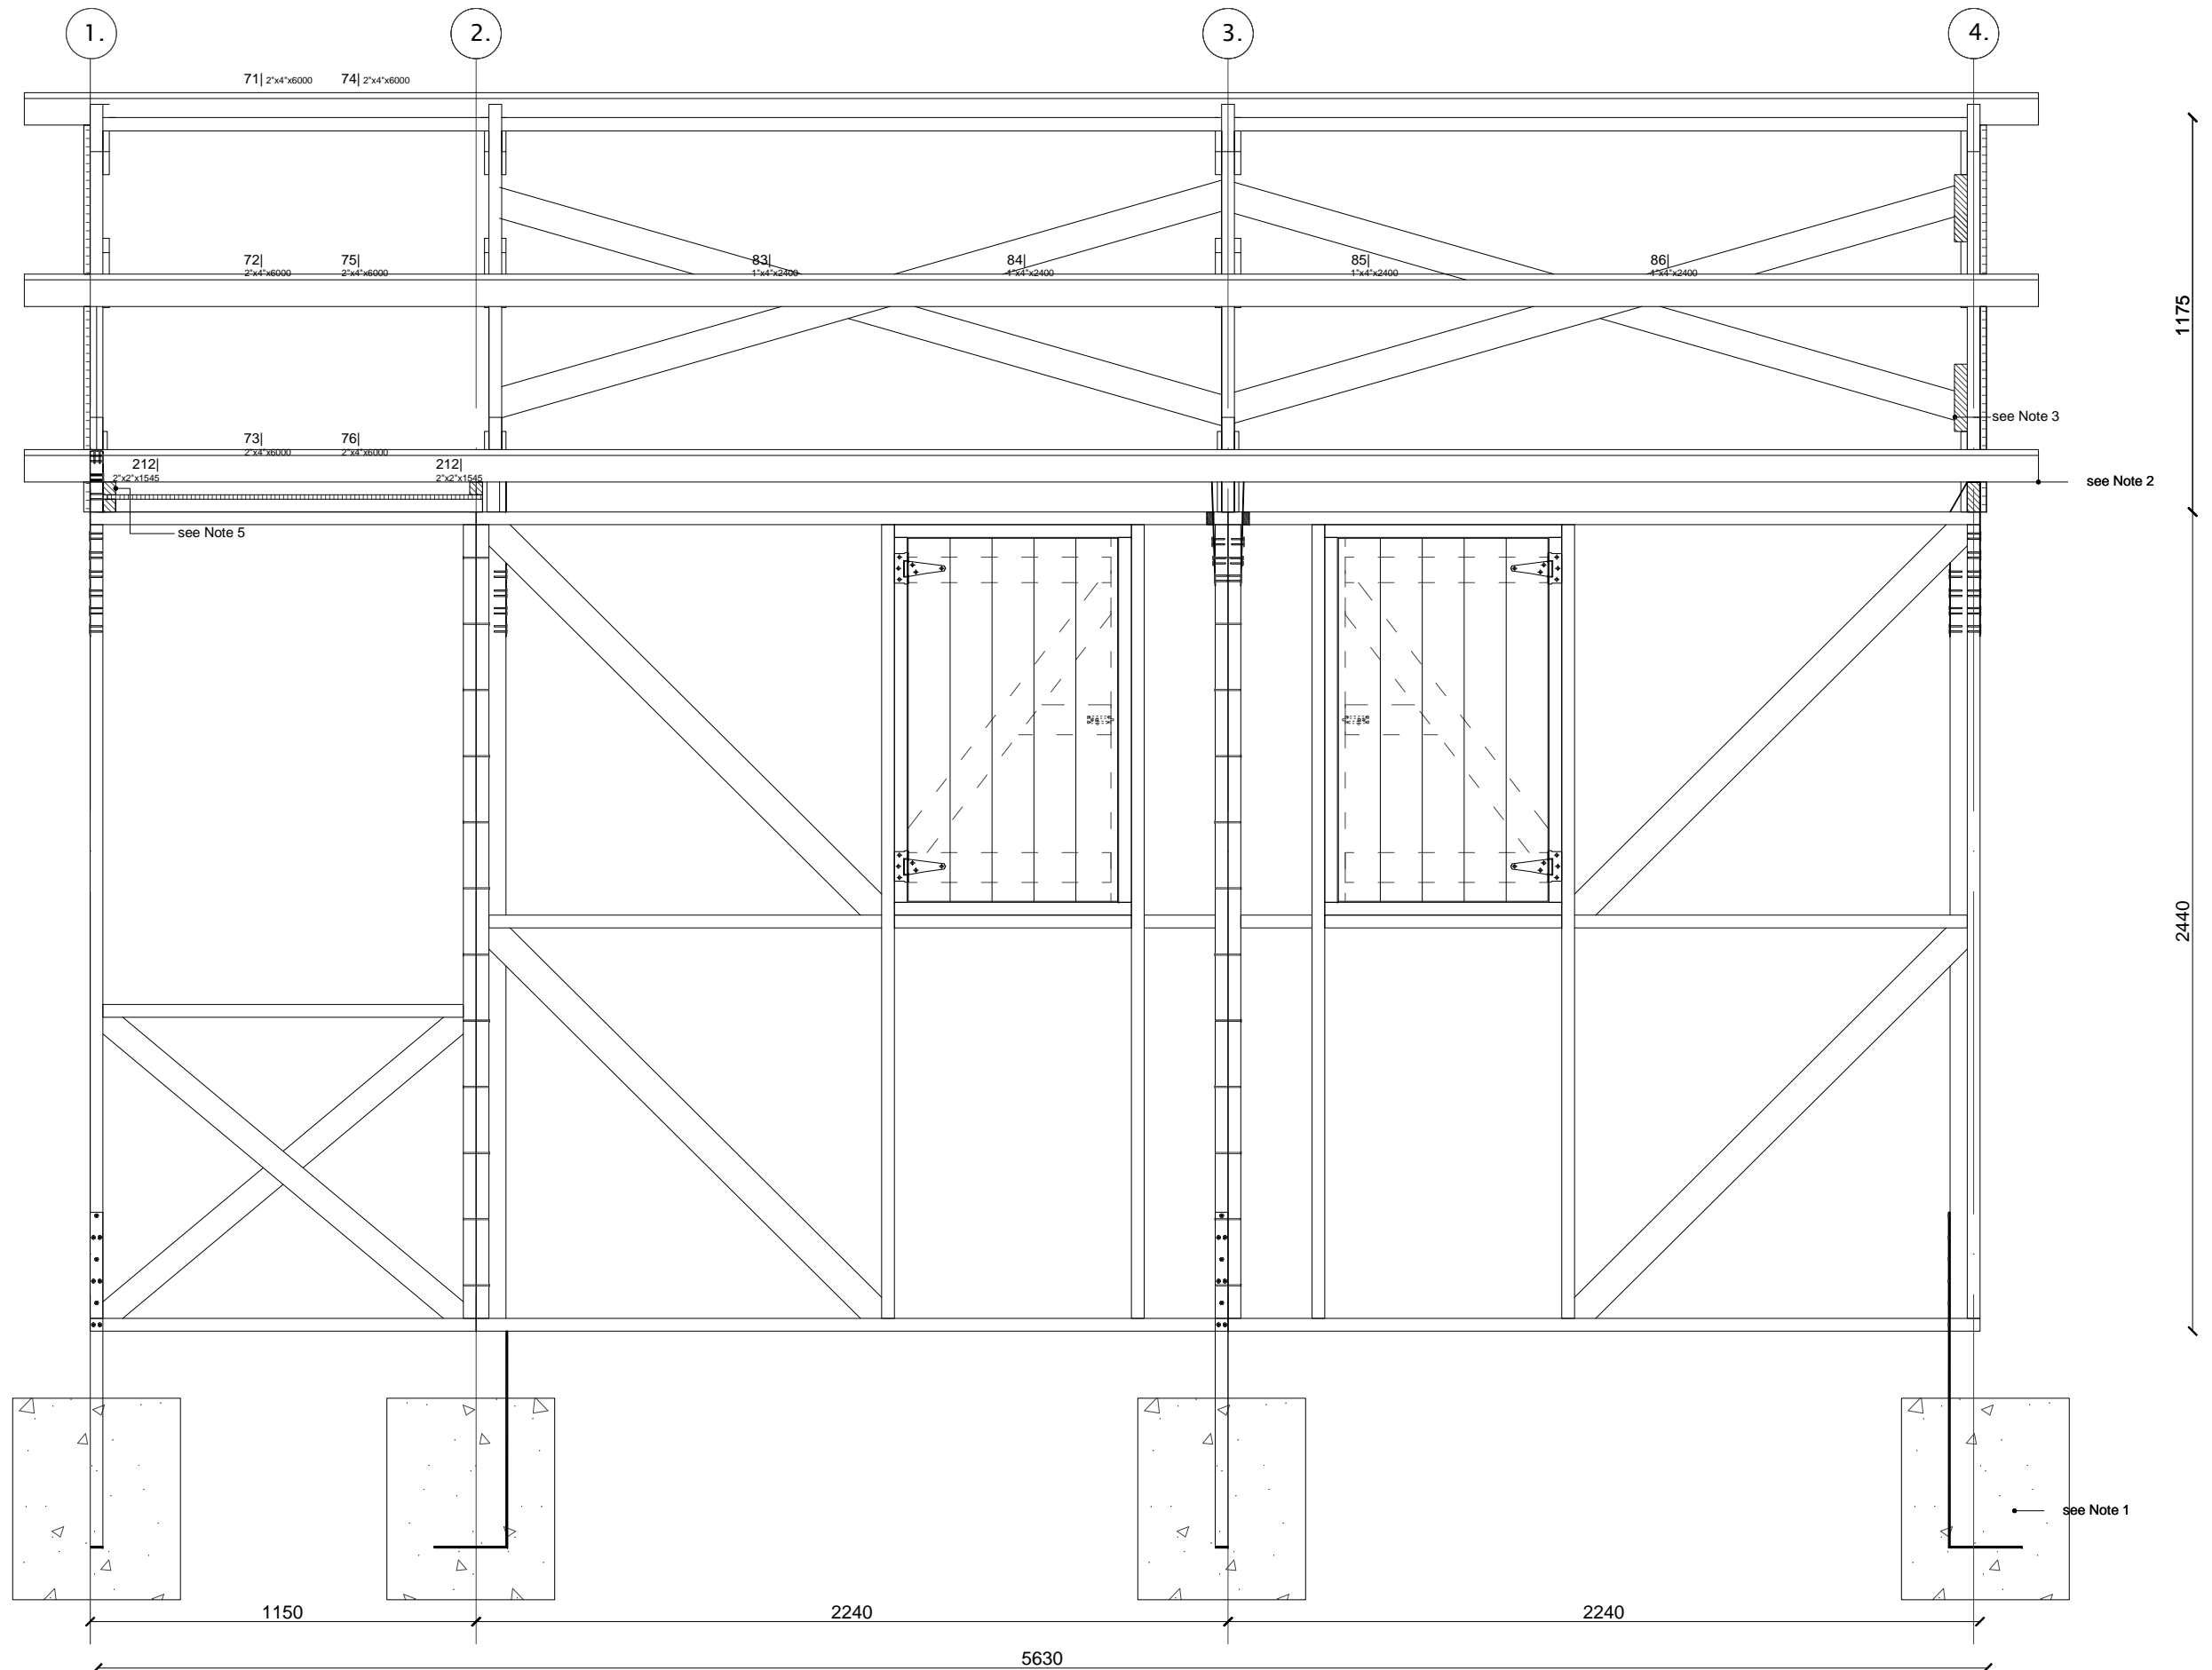 1. 2. 3. 4.
71| 2"x4"x6000 74| 2"x4"x6000
72| 75| 83| 84| 85| 86|
2"x4"x6000 2"x4"x6000 1"x4"x2400 1"x4"x2400 1"x4"x2400 1"x4"x2400
1175
see Note 3
73| 76|
2"x4"x6000 2"x4"x6000
212| 212|
2"x2"x1545 2"x2"x1545
see Note 2
see Note 5
2440
see Note 1
1150 2240 2240
5630